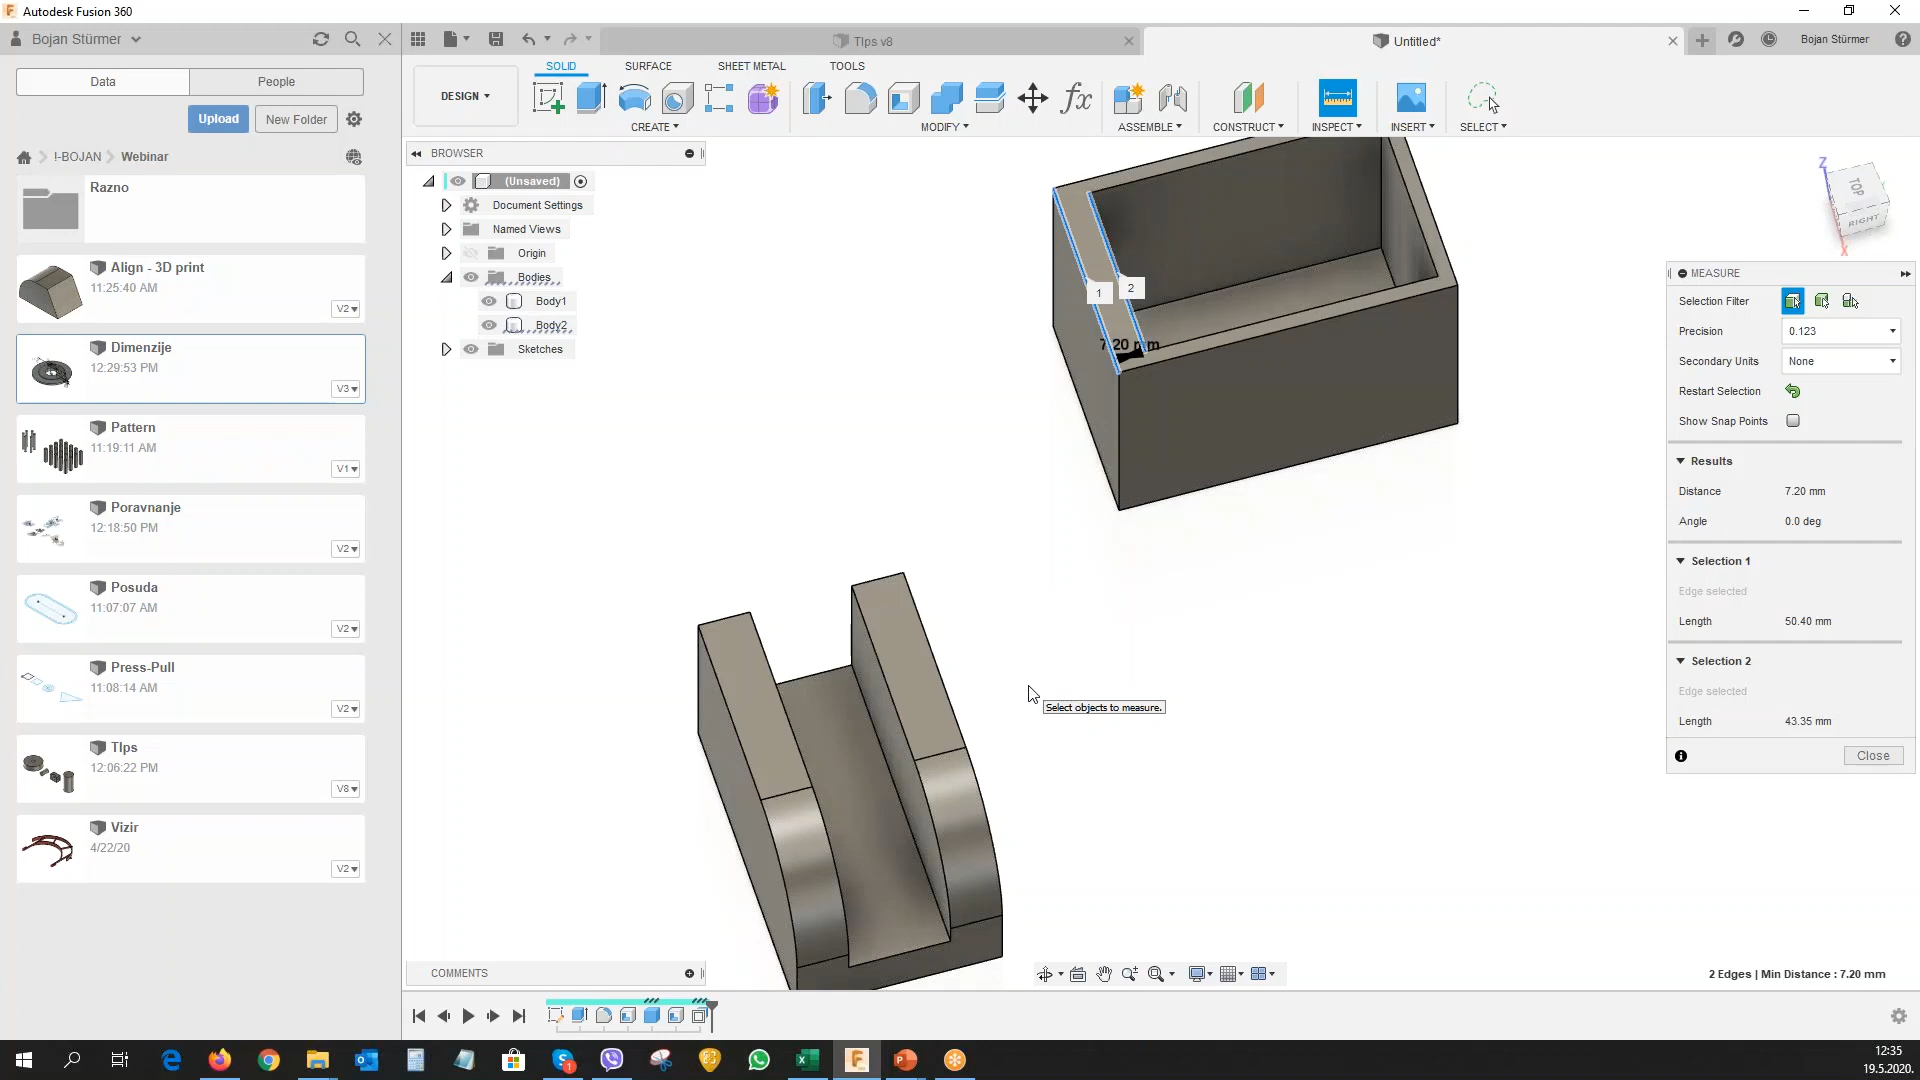 Autodesk Fusion 360
Bojan Stürmer
TIps v8
Untitled*
Bojan Stürmer
Data
People
Upload
New Folder
!-BOJAN
Webinar
Razno
Align - 3D print
11:25:40 AM
V2
Dimenzije
12:29:53 PM
V3
Pattern
11:19:11 AM
V1
Poravnanje
12:18:50 PM
V2
Posuda
11:07:07 AM
V2
Press-Pull
11:08:14 AM
V2
TIps
12:06:22 PM
V8
Vizir
4/22/20
V2
DESIGN
SOLID
SURFACE
SHEET METAL
TOOLS
CREATE
MODIFY
ASSEMBLE
CONSTRUCT
INSPECT
INSERT
SELECT
BROWSER
(Unsaved)
Document Settings
Named Views
Origin
Bodies
Body1
Body2
Sketches
1
2
7.20 mm
Select objects to measure.
Z
TOP
RIGHT
X
MEASURE
Selection Filter
Precision
0.123
Secondary Units
None
Restart Selection
Show Snap Points
Results
Distance
7.20 mm
Angle
0.0 deg
Selection 1
Edge selected
Length
50.40 mm
Selection 2
Edge selected
Length
43.35 mm
Close
COMMENTS
2 Edges | Min Distance : 7.20 mm
12:35
19.5.2020.